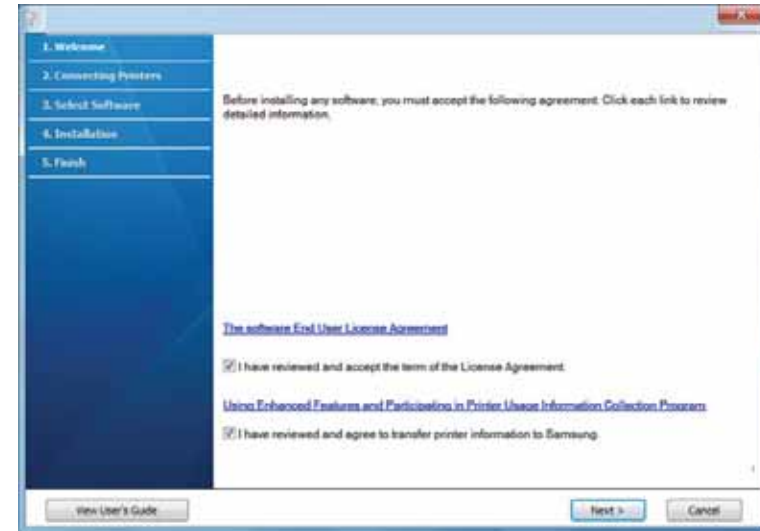 1. Welcome
2. Connecting Printers
3. Select Software
4. Installation
5. Finish
Before installing any software, you must accept the following agreement. Click each link to review
detailed information.
The software End User License Agreement
I have reviewed and accept the term of the License Agreement.
Using Enhanced Features and Participating in Printer Usage Information Collection Program
I have reviewed and agree to transfer printer information to Samsung.
View User's Guide
Next >
Cancel